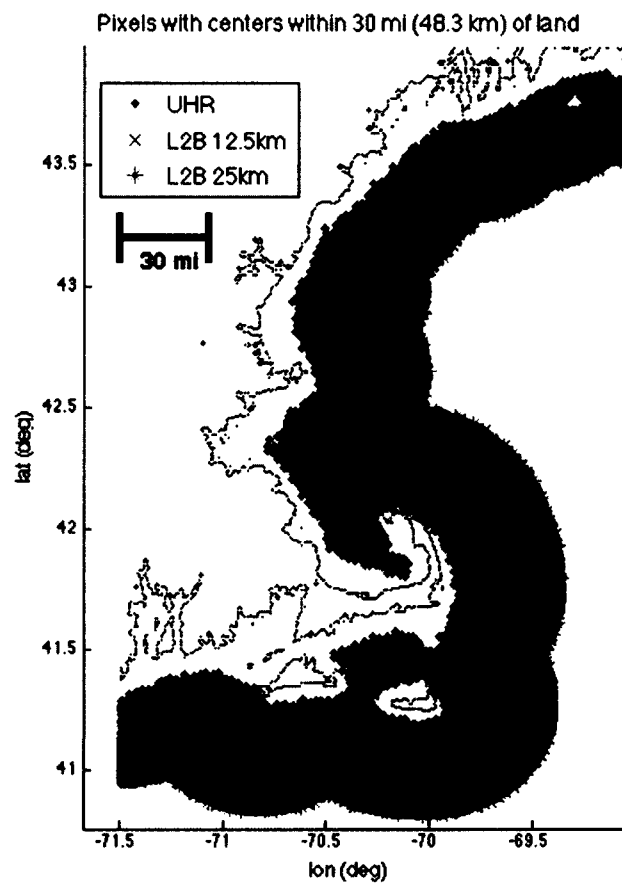 Pixels with centers within 30 mi (48.3 km) of land
UHR
L2B 12.5km
L2B 25km
30 mi
43.5
43
42.5
42
41.5
41
lat (deg)
-71.5
-71
-70.5
-70
-69.5
lon (deg)